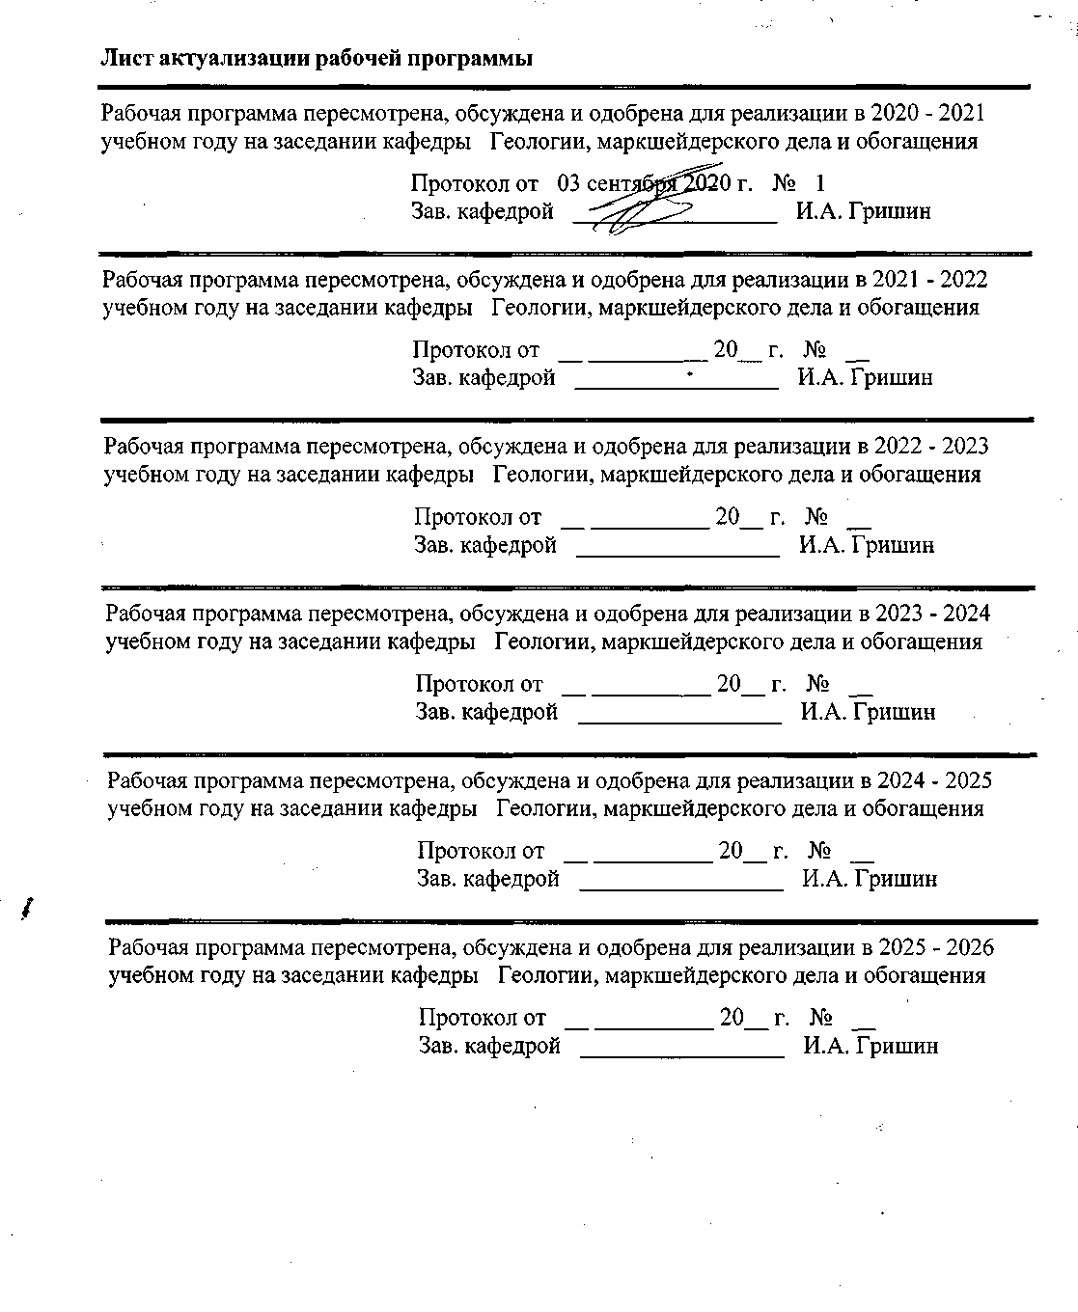 Лист актуализации рабочей программы
Рабочая программа пересмотрена, обсуждена и одобрена для реализации в 2020 - 2021
учебном году на заседании кафедры Геологии, маркшейдерского дела и обогащения
Протокол от 03 сентября 2020 г. № 1
Зав. кафедрой ________________ И.А. Гришин
Рабочая программа пересмотрена, обсуждена и одобрена для реализации в 2021 - 2022
учебном году на заседании кафедры Геологии, маркшейдерского дела и обогащения
Протокол от __ __________ 20__ г. № __
Зав. кафедрой ________________ И.А. Гришин
Рабочая программа пересмотрена, обсуждена и одобрена для реализации в 2022 - 2023
учебном году на заседании кафедры Геологии, маркшейдерского дела и обогащения
Протокол от __ __________ 20__ г. № __
Зав. кафедрой ________________ И.А. Гришин
Рабочая программа пересмотрена, обсуждена и одобрена для реализации в 2023 - 2024
учебном году на заседании кафедры Геологии, маркшейдерского дела и обогащения
Протокол от __ __________ 20__ г. № __
Зав. кафедрой ________________ И.А. Гришин
Рабочая программа пересмотрена, обсуждена и одобрена для реализации в 2024 - 2025
учебном году на заседании кафедры Геологии, маркшейдерского дела и обогащения
Протокол от __ __________ 20__ г. № __
Зав. кафедрой ________________ И.А. Гришин
Рабочая программа пересмотрена, обсуждена и одобрена для реализации в 2025 - 2026
учебном году на заседании кафедры Геологии, маркшейдерского дела и обогащения
Протокол от __ __________ 20__ г. № __
Зав. кафедрой ________________ И.А. Гришин